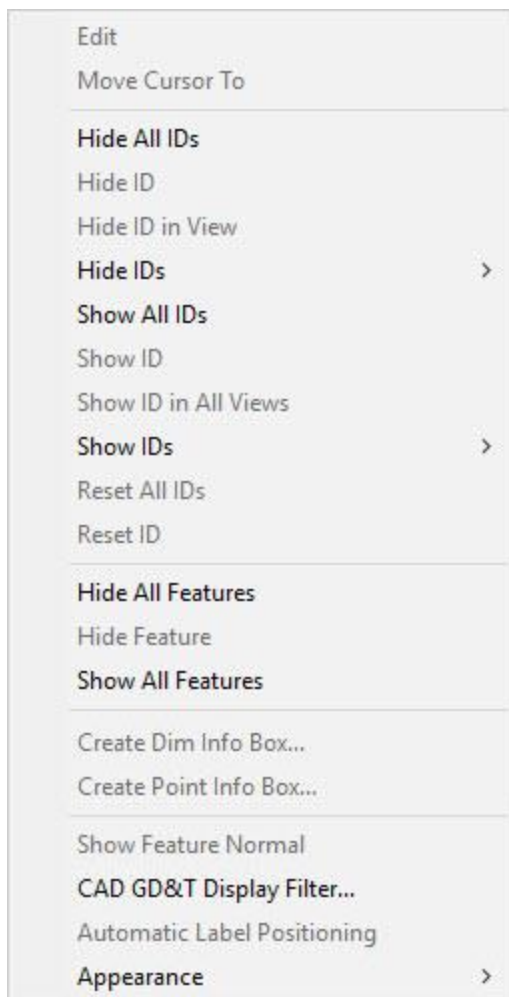 Edit
Move Cursor To
Hide All IDs
Hide ID
Hide ID in View
Hide IDs
Show All IDs
Show ID
Show ID in All Views
Show IDs
Reset All IDs
Reset ID
Hide All Features
Hide Feature
Show All Features
Create Dim Info Box...
Create Point Info Box...
Show Feature Normal
CAD GD&T Display Filter...
Automatic Label Positioning
Appearance